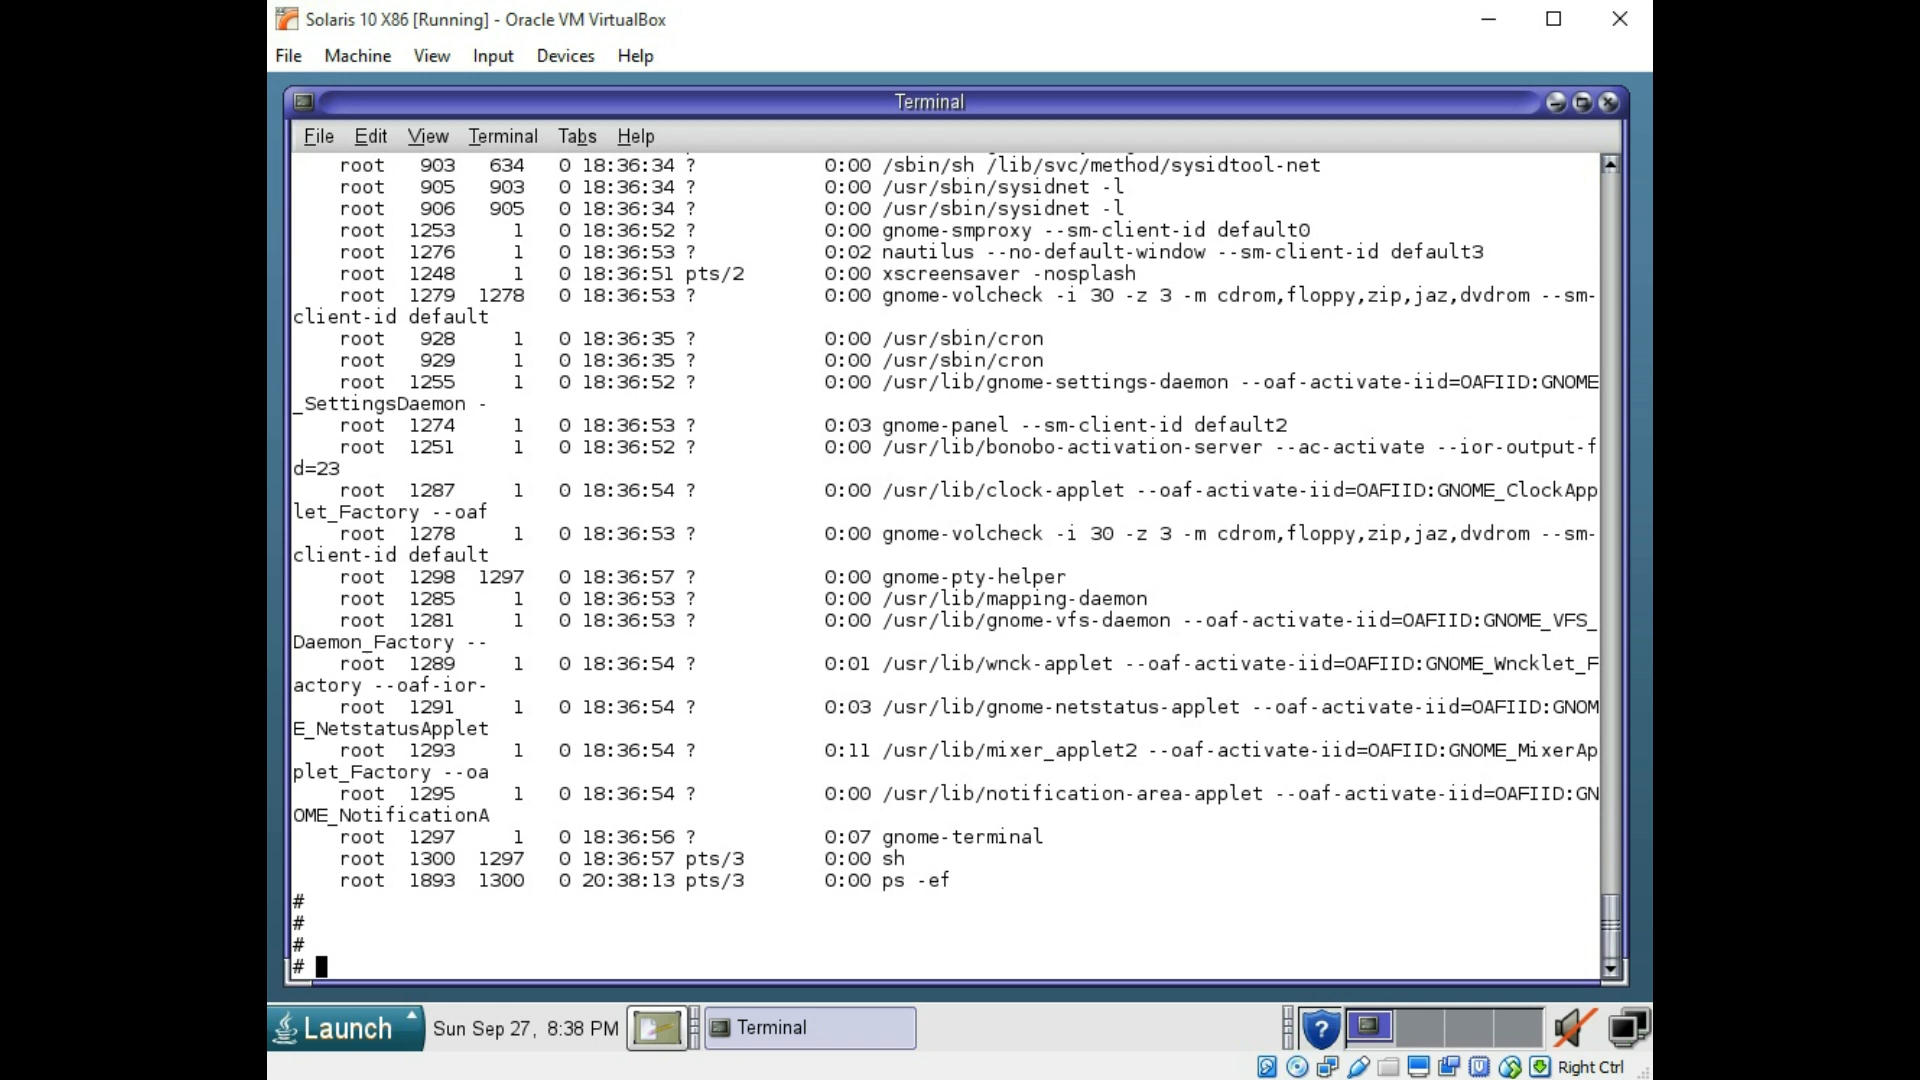 Solaris 10 X86 [Running] - Oracle VM VirtualBox
File Machine View Input Devices Help
Terminal
File Edit View Terminal Tabs Help
root 903 634 0 18:36:34 ? 0:00 /sbin/sh /lib/svc/method/sysidtool-net
root 905 903 0 18:36:34 ? 0:00 /usr/sbin/sysidnet -l
root 906 905 0 18:36:34 ? 0:00 /usr/sbin/sysidnet -l
root 1253 1 0 18:36:52 ? 0:00 gnome-smproxy --sm-client-id default0
root 1276 1 0 18:36:53 ? 0:02 nautilus --no-default-window --sm-client-id default3
root 1248 1 0 18:36:51 pts/2 0:00 xscreensaver -nosplash
root 1279 1278 0 18:36:53 ? 0:00 gnome-volcheck -i 30 -z 3 -m cdrom,floppy,zip,jaz,dvdrom --sm-
client-id default
root 928 1 0 18:36:35 ? 0:00 /usr/sbin/cron
root 929 1 0 18:36:35 ? 0:00 /usr/sbin/cron
root 1255 1 0 18:36:52 ? 0:00 /usr/lib/gnome-settings-daemon --oaf-activate-iid=OAFIID:GNOME
_SettingsDaemon -
root 1274 1 0 18:36:53 ? 0:03 gnome-panel --sm-client-id default2
root 1251 1 0 18:36:52 ? 0:00 /usr/lib/bonobo-activation-server --ac-activate --ior-output-f
d=23
root 1287 1 0 18:36:54 ? 0:00 /usr/lib/clock-applet --oaf-activate-iid=OAFIID:GNOME_ClockApp
let_Factory --oaf
root 1278 1 0 18:36:53 ? 0:00 gnome-volcheck -i 30 -z 3 -m cdrom,floppy,zip,jaz,dvdrom --sm-
client-id default
root 1298 1297 0 18:36:57 ? 0:00 gnome-pty-helper
root 1285 1 0 18:36:53 ? 0:00 /usr/lib/mapping-daemon
root 1281 1 0 18:36:53 ? 0:00 /usr/lib/gnome-vfs-daemon --oaf-activate-iid=OAFIID:GNOME_VFS_
Daemon_Factory --
root 1289 1 0 18:36:54 ? 0:01 /usr/lib/wnck-applet --oaf-activate-iid=OAFIID:GNOME_Wncklet_F
actory --oaf-ior-
root 1291 1 0 18:36:54 ? 0:03 /usr/lib/gnome-netstatus-applet --oaf-activate-iid=OAFIID:GNOM
E_NetstatusApplet
root 1293 1 0 18:36:54 ? 0:11 /usr/lib/mixer_applet2 --oaf-activate-iid=OAFIID:GNOME_MixerAp
plet_Factory --oa
root 1295 1 0 18:36:54 ? 0:00 /usr/lib/notification-area-applet --oaf-activate-iid=OAFIID:GN
OME_NotificationA
root 1297 1 0 18:36:56 ? 0:07 gnome-terminal
root 1300 1297 0 18:36:57 pts/3 0:00 sh
root 1893 1300 0 20:38:13 pts/3 0:00 ps -ef
#
#
#
#
Launch Sun Sep 27, 8:38 PM Terminal ?
Right Ctrl